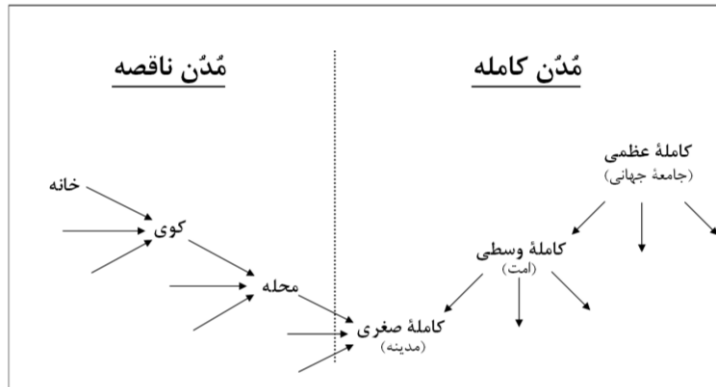 مُدُن کامله
مُدُن ناقصه
کاملهٔ عظمی
(جامعهٔ جهانی)
خانه
کوی
کاملهٔ وسطی
(امت)
محله
کاملهٔ صغری
(مدینه)